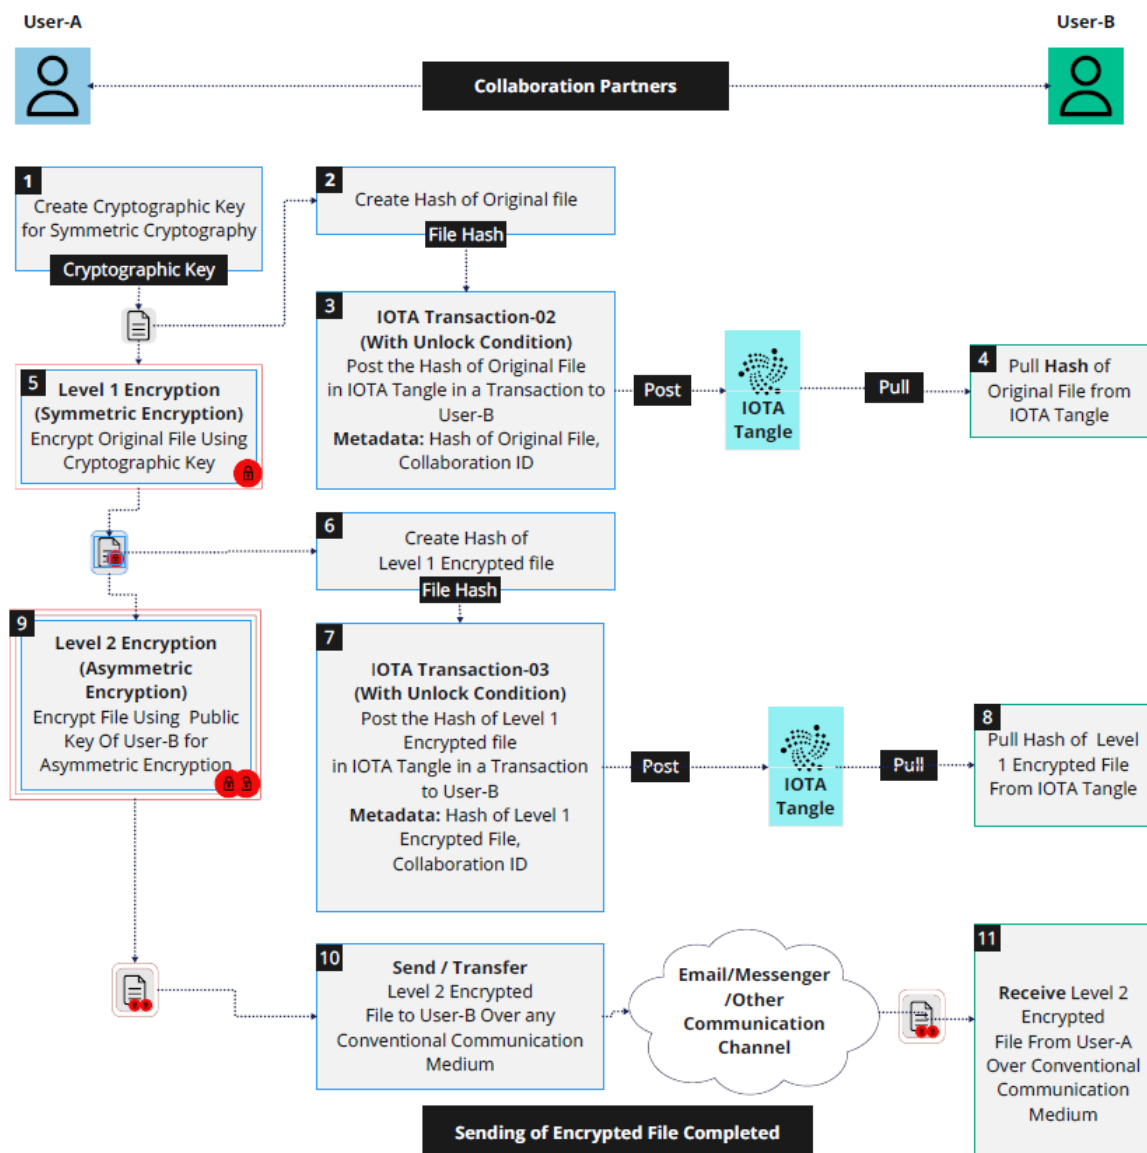 User-A
User-B
Collaboration Partners
1
Create Cryptographic Key
for Symmetric Cryptography
Cryptographic Key
2
Create Hash of Original file
File Hash
3
IOTA Transaction-02
(With Unlock Condition)
Post the Hash of Original File
in IOTA Tangle in a Transaction to
User-B
Metadata: Hash of Original File,
Collaboration ID
Post
IOTA
Tangle
Pull
4
Pull Hash of
Original File from
IOTA Tangle
5
Level 1 Encryption
(Symmetric Encryption)
Encrypt Original File Using
Cryptographic Key
6
Create Hash of
Level 1 Encrypted file
File Hash
7
IOTA Transaction-03
(With Unlock Condition)
Post the Hash of Level 1
Encrypted file
in IOTA Tangle in a Transaction
to User-B
Metadata: Hash of Level 1
Encrypted File,
Collaboration ID
Post
IOTA
Tangle
Pull
8
Pull Hash of Level
1 Encrypted File
From IOTA Tangle
9
Level 2 Encryption
(Asymmetric
Encryption)
Encrypt File Using Public
Key Of User-B for
Asymmetric Encryption
10
Send / Transfer
Level 2 Encrypted
File to User-B Over any
Conventional Communication
Medium
Email/Messenger
/Other
Communication
Channel
11
Receive Level 2
Encrypted
File From User-A
Over Conventional
Communication
Medium
Sending of Encrypted File Completed